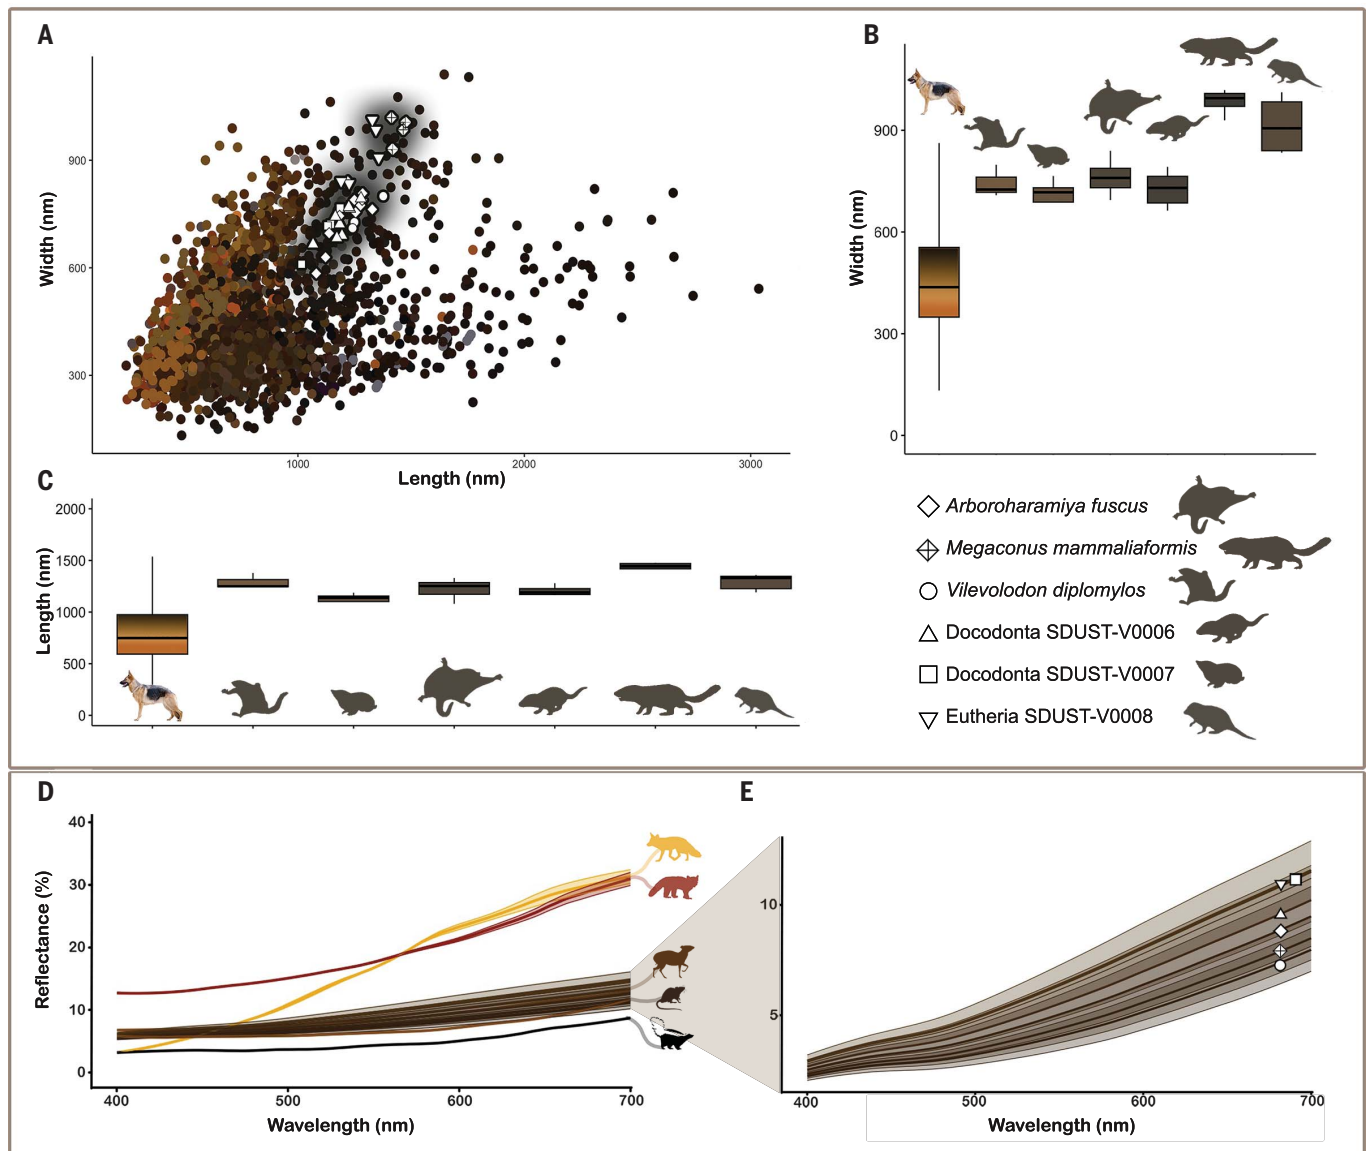 A
B
Width (nm)
900
600
300
1000
2000
3000
Length (nm)
Width (nm)
900
600
300
0
C
Length (nm)
2000
1500
1000
500
0
Arboroharamiya fuscus
Megaconus mammaliaformis
Vilevolodon diplomylos
Docodonta SDUST-V0006
Docodonta SDUST-V0007
Eutheria SDUST-V0008
D
E
Reflectance (%)
40
30
20
10
0
400
500
600
700
Wavelength (nm)
10
5
400
500
600
700
Wavelength (nm)